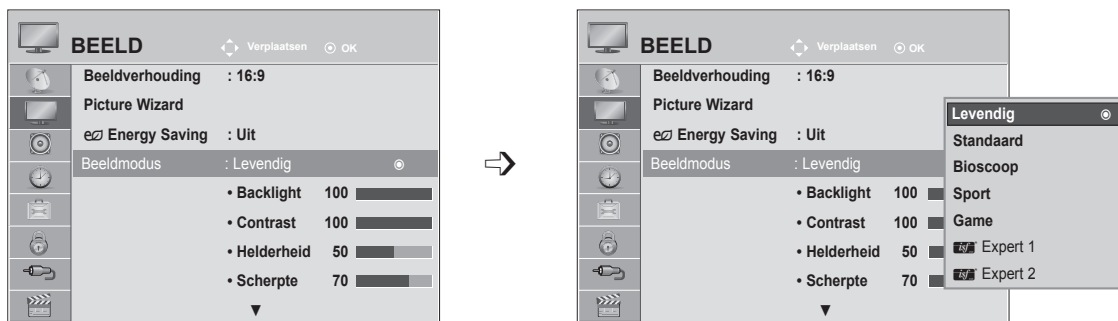 BEELD Verplaatsen OK
Beeldverhouding : 16:9
Picture Wizard
Energy Saving : Uit
Beeldmodus : Levendig
• Backlight 100
• Contrast 100
• Helderheid 50
• Scherpte 70
▼
BEELD Verplaatsen OK
Beeldverhouding : 16:9
Picture Wizard
Energy Saving : Uit
Beeldmodus : Levendig
• Backlight 100
• Contrast 100
• Helderheid 50
• Scherpte 70
▼
Levendig
Standaard
Bioscoop
Sport
Game
isf Expert 1
isf Expert 2